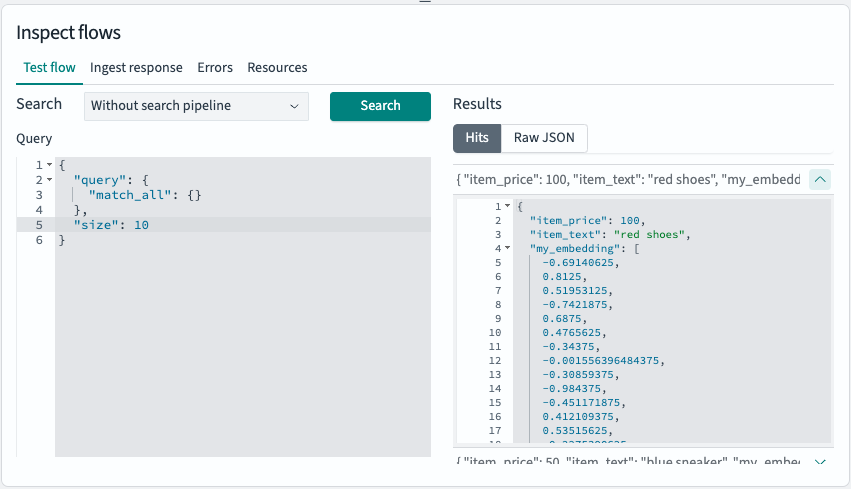 Inspect flows
Test flow Ingest response Errors Resources
Search Without search pipeline Search
Query
1 {
2 "query": {
3 "match_all": {}
4 },
5 "size": 10
6 }
Results
Hits Raw JSON
{ "item_price": 100, "item_text": "red shoes", "my_embedd
1 {
2 "item_price": 100,
3 "item_text": "red shoes",
4 "my_embedding": [
5 -0.69140625,
6 0.8125,
7 0.51953125,
8 -0.7421875,
9 0.6875,
10 0.4765625,
11 -0.34375,
12 -0.001556396484375,
13 -0.30859375,
14 -0.984375,
15 -0.451171875,
16 0.412109375,
17 0.53515625,
{ "item_price": 50, "item_text": "blue sneaker", "my_embe